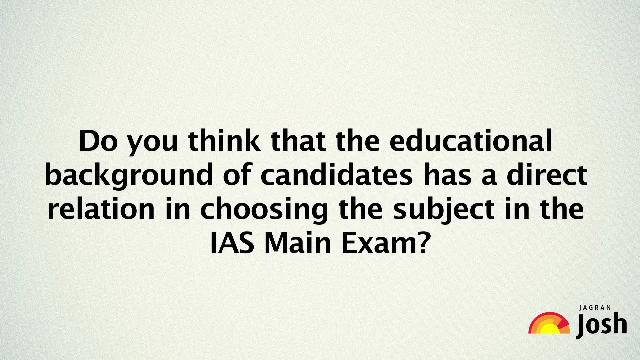 Do you think that the educational
background of candidates has a direct
relation in choosing the subject in the
IAS Main Exam?
JAGRAN
Josh